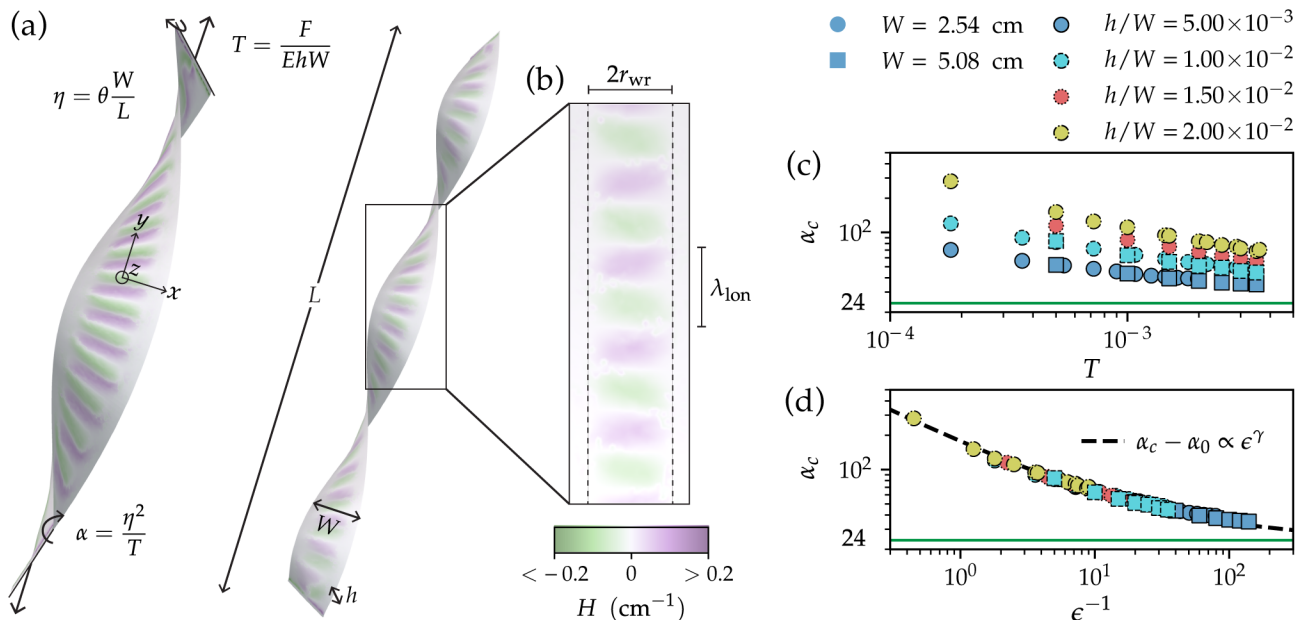 (a)
T = F/EhW
η = θ W/L
y
z
x
α = η²/T
L
W
h
(b)
2r_wr
λ_lon
< −0.2 0 > 0.2
H (cm⁻¹)
W = 2.54 cm
W = 5.08 cm
h/W = 5.00×10⁻³
h/W = 1.00×10⁻²
h/W = 1.50×10⁻²
h/W = 2.00×10⁻²
(c)
α_c
10²
24
10⁻⁴ 10⁻³
T
(d)
α_c − α₀ ∝ ϵ^γ
α_c
10²
24
10⁰ 10¹ 10²
ϵ⁻¹